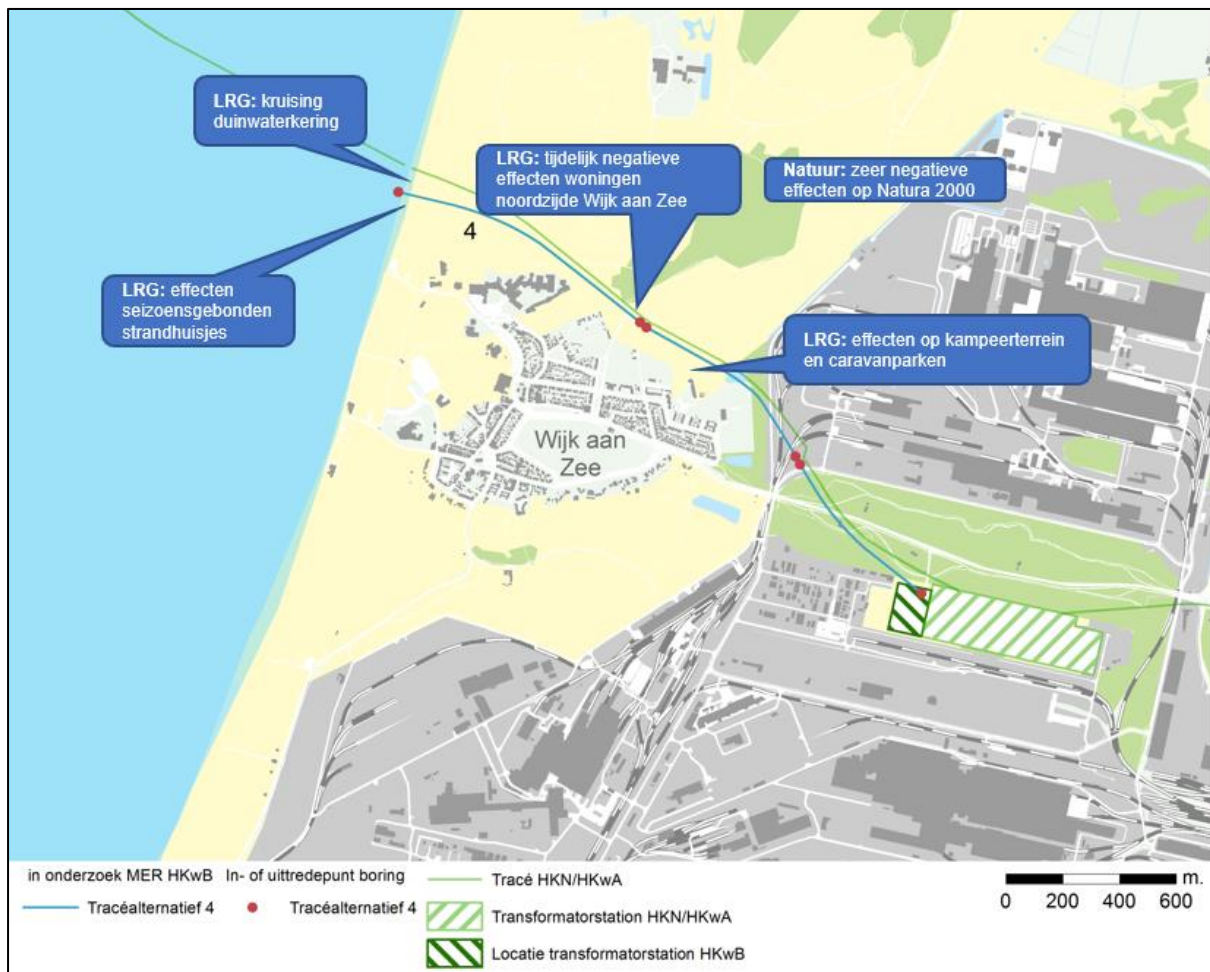 LRG: kruising
duinwaterkering
LRG: tijdelijk negatieve
effecten woningen
noordzijde Wijk aan Zee
Natuur: zeer negatieve
effecten op Natura 2000
4
LRG: effecten
seizoensgebonden
strandhuisjes
LRG: effecten op kampeerterrein
en caravanparken
Wijk aan
Zee
in onderzoek MER HKwB
In- of uittredepunt boring
Tracéalternatief 4
Tracéalternatief 4
Tracé HKN/HKwA
Transformatorstation HKN/HKwA
Locatie transformatorstation HKwB
m.
0 200 400 600